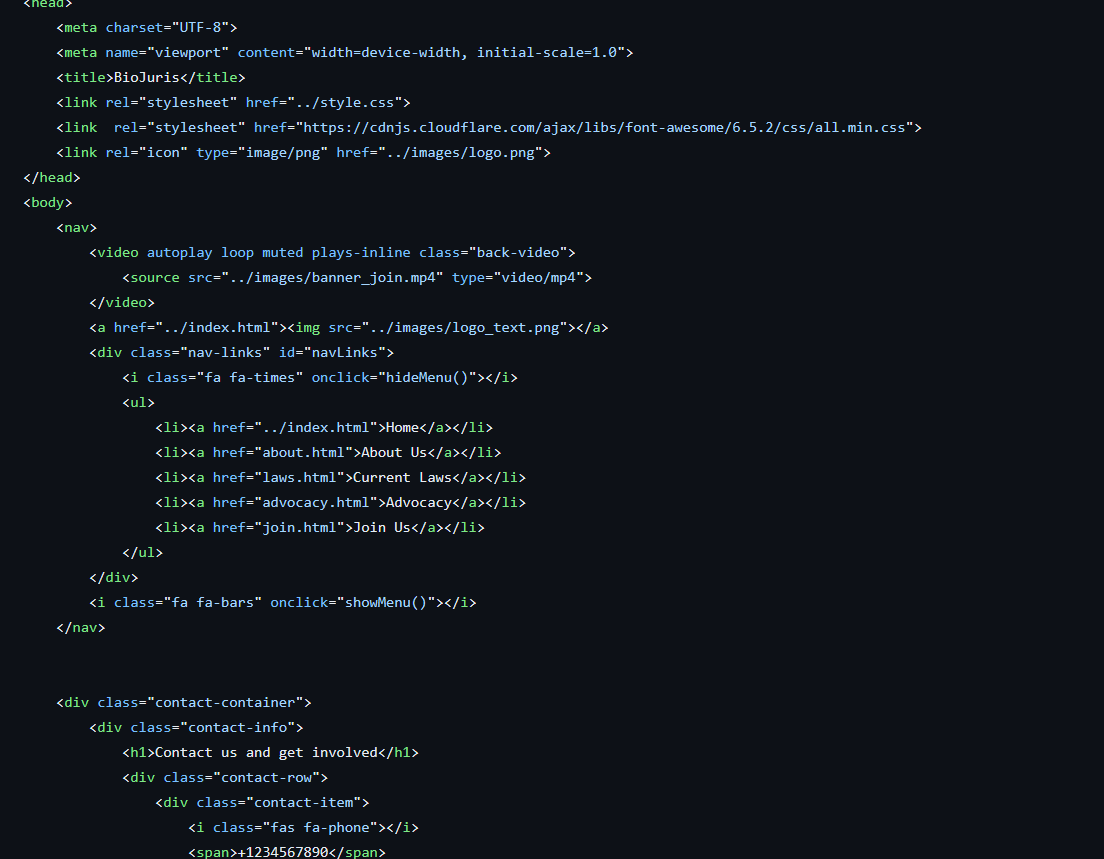 <head>
<meta charset="UTF-8">
<meta name="viewport" content="width=device-width, initial-scale=1.0">
<title>BioJuris</title>
<link rel="stylesheet" href="../style.css">
<link  rel="stylesheet" href="https://cdnjs.cloudflare.com/ajax/libs/font-awesome/6.5.2/css/all.min.css">
<link rel="icon" type="image/png" href="../images/logo.png">
</head>
<body>
<nav>
<video autoplay loop muted plays-inline class="back-video">
<source src="../images/banner_join.mp4" type="video/mp4">
</video>
<a href="../index.html"><img src="../images/logo_text.png"></a>
<div class="nav-links" id="navLinks">
<i class="fa fa-times" onclick="hideMenu()"></i>
<ul>
<li><a href="../index.html">Home</a></li>
<li><a href="about.html">About Us</a></li>
<li><a href="laws.html">Current Laws</a></li>
<li><a href="advocacy.html">Advocacy</a></li>
<li><a href="join.html">Join Us</a></li>
</ul>
</div>
<i class="fa fa-bars" onclick="showMenu()"></i>
</nav>
<div class="contact-container">
<div class="contact-info">
<h1>Contact us and get involved</h1>
<div class="contact-row">
<div class="contact-item">
<i class="fas fa-phone"></i>
<span>+1234567890</span>